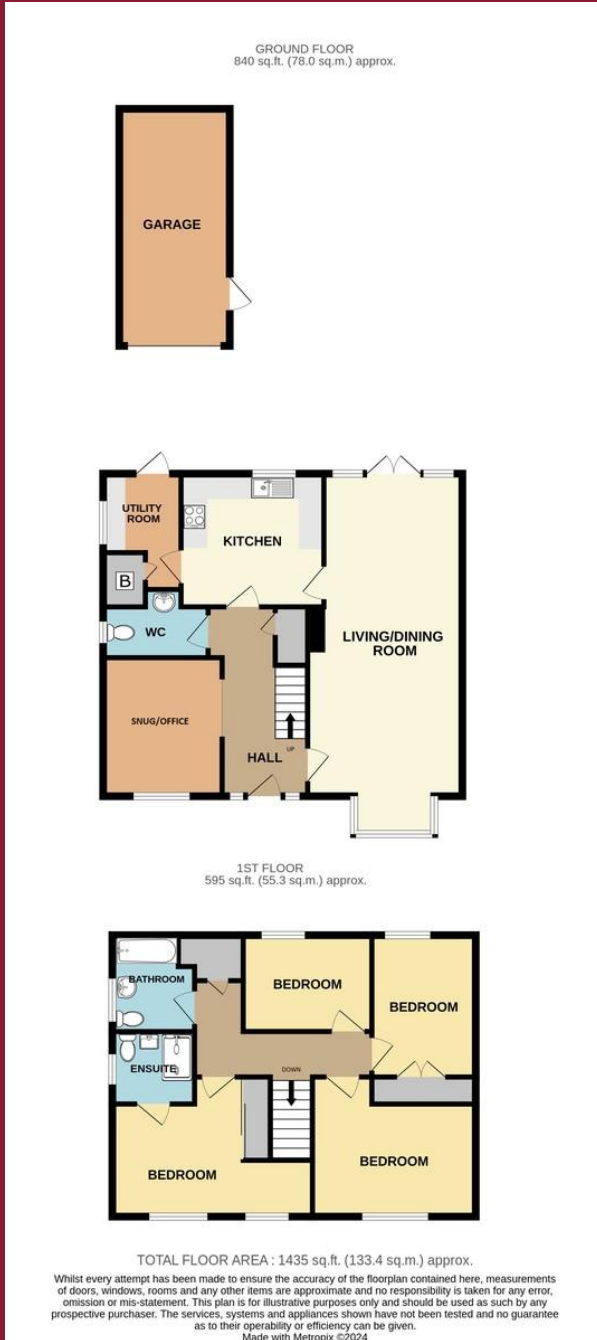 GROUND FLOOR
840 sq.ft. (78.0 sq.m.) approx.
GARAGE
UTILITY
ROOM
KITCHEN
B
WC
LIVING/DINING
ROOM
SNUG/OFFICE
UP
HALL
1ST FLOOR
595 sq.ft. (55.3 sq.m.) approx.
BATHROOM
BEDROOM
BEDROOM
ENSUITE
DOWN
BEDROOM
BEDROOM
TOTAL FLOOR AREA : 1435 sq.ft. (133.4 sq.m.) approx.
Whilst every attempt has been made to ensure the accuracy of the floorplan contained here, measurements
of doors, windows, rooms and any other items are approximate and no responsibility is taken for any error,
omission or mis-statement. This plan is for illustrative purposes only and should be used as such by any
prospective purchaser. The services, systems and appliances shown have not been tested and no guarantee
as to their operability or efficiency can be given.
Made with Metropix ©2024